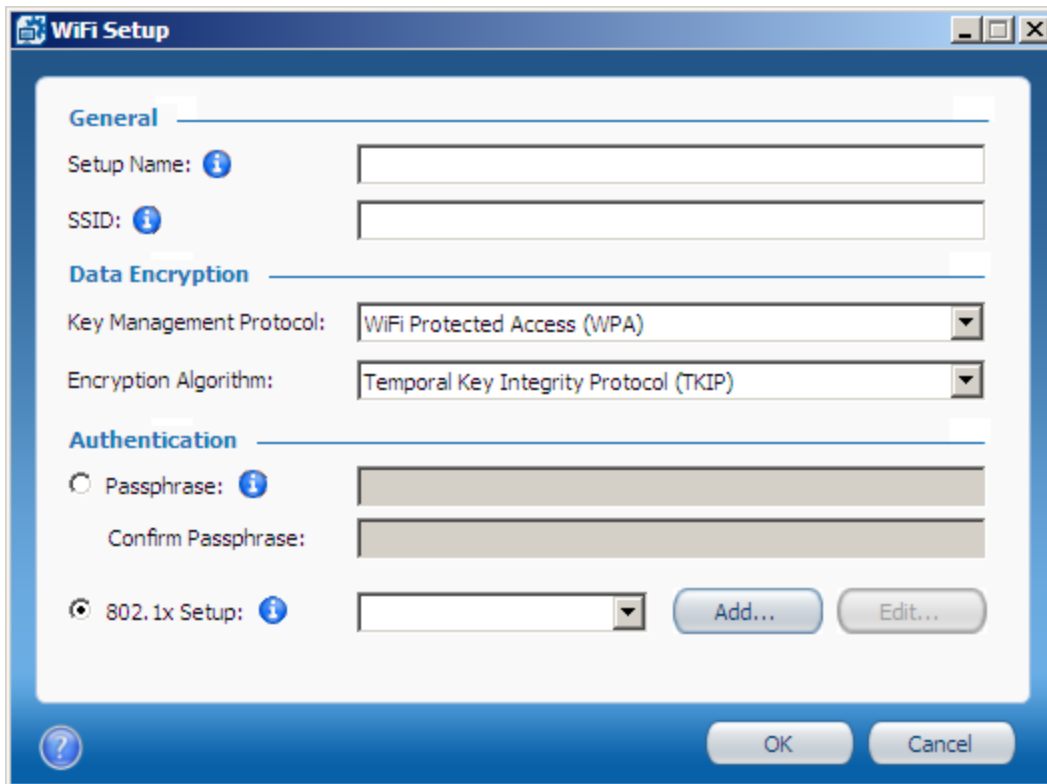 WiFi Setup
General
Setup Name:
SSID:
Data Encryption
Key Management Protocol: WiFi Protected Access (WPA)
Encryption Algorithm: Temporal Key Integrity Protocol (TKIP)
Authentication
Passphrase:
Confirm Passphrase:
802.1x Setup: Add... Edit...
OK Cancel